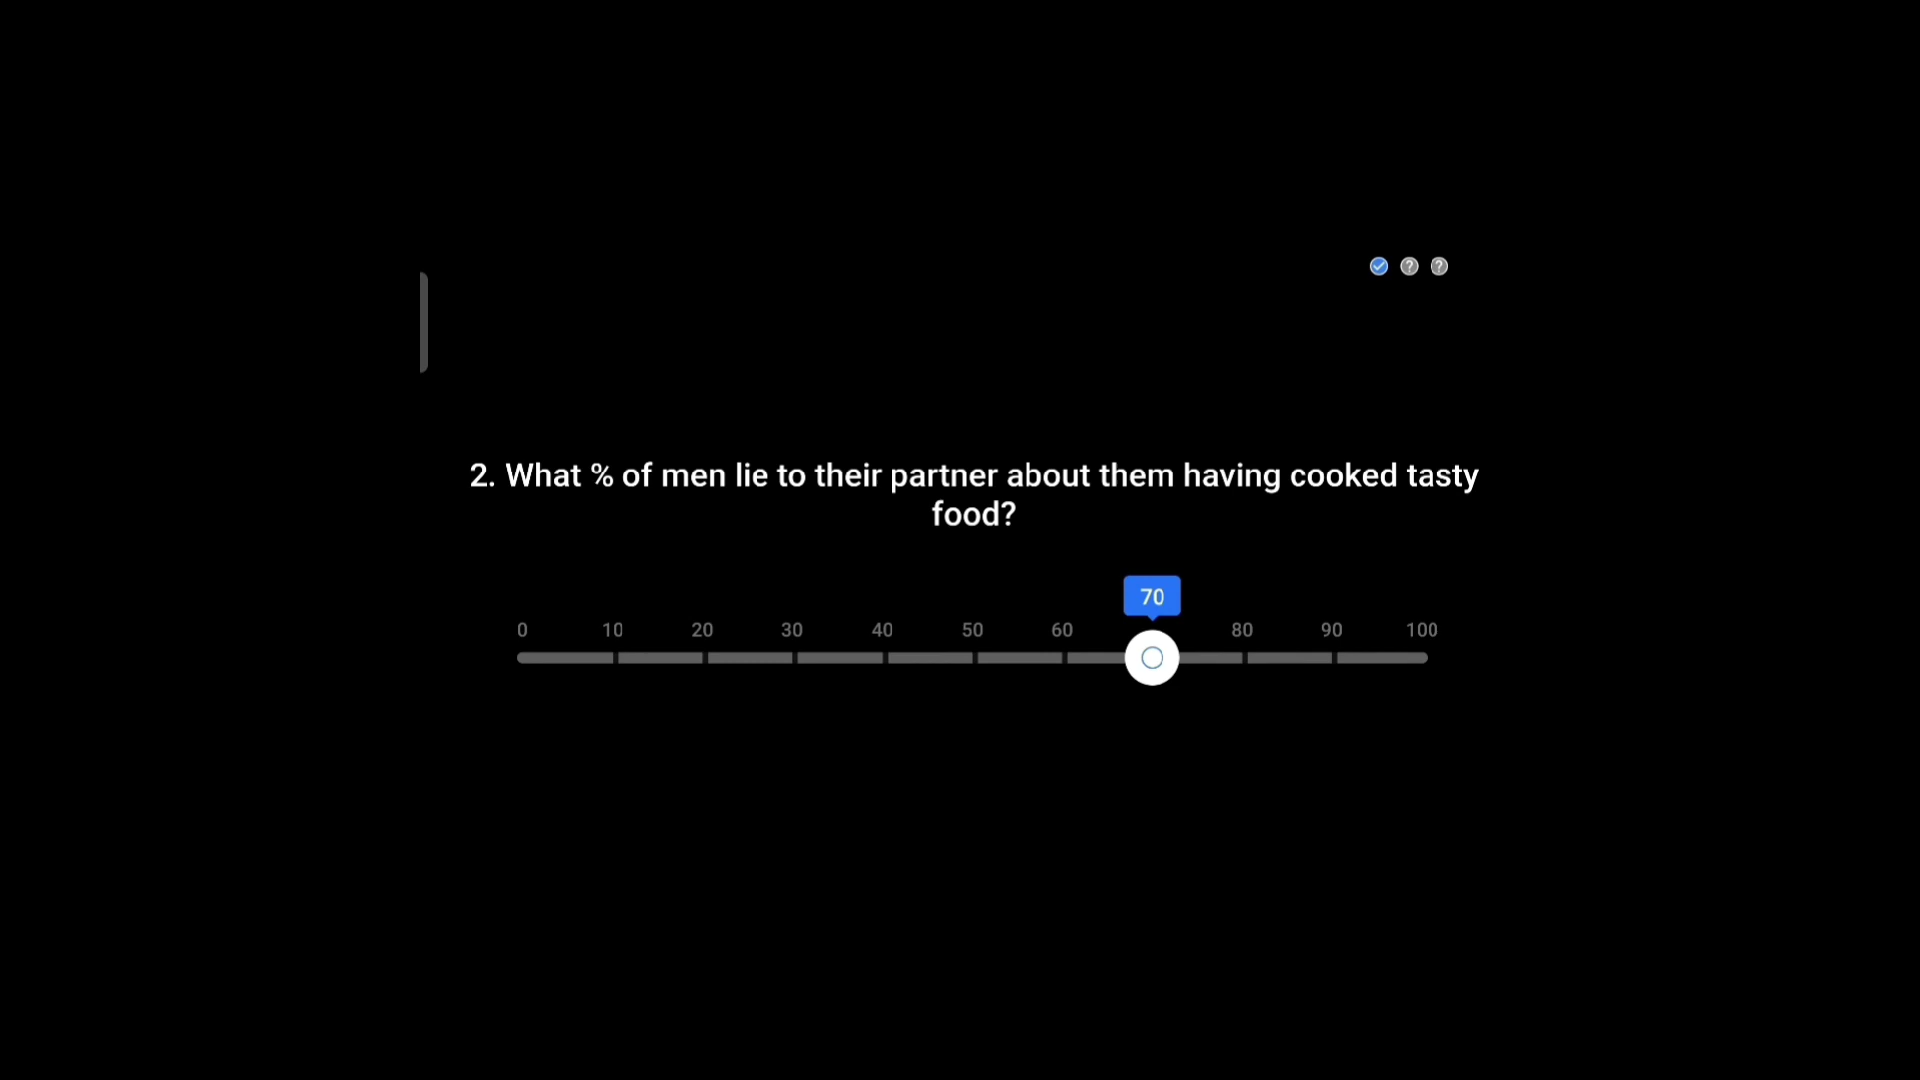 2. What % of men lie to their partner about them having cooked tasty
food?
70
0 10 20 30 40 50 60 80 90 100